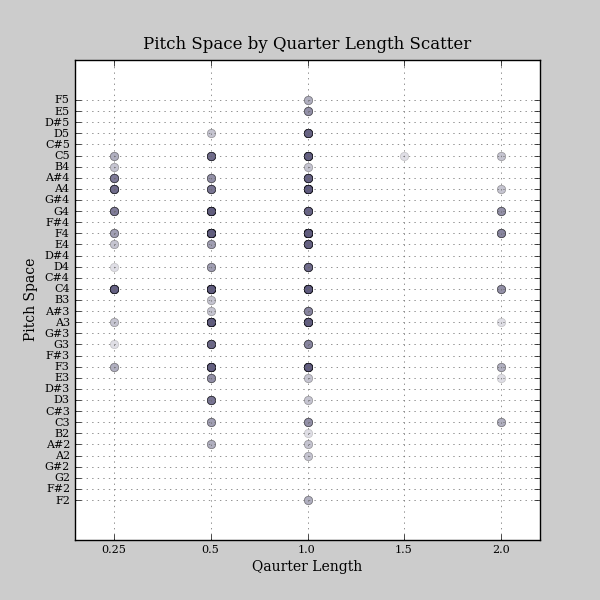 Pitch Space by Quarter Length Scatter
F5
E5
D#5
D5
C#5
C5
B4
A#4
A4
G#4
G4
F#4
F4
E4
D#4
D4
C#4
C4
B3
A#3
A3
G#3
G3
F#3
F3
E3
D#3
D3
C#3
C3
B2
A#2
A2
G#2
G2
F#2
F2
Pitch Space
0.25 0.5 1.0 1.5 2.0
Qaurter Length